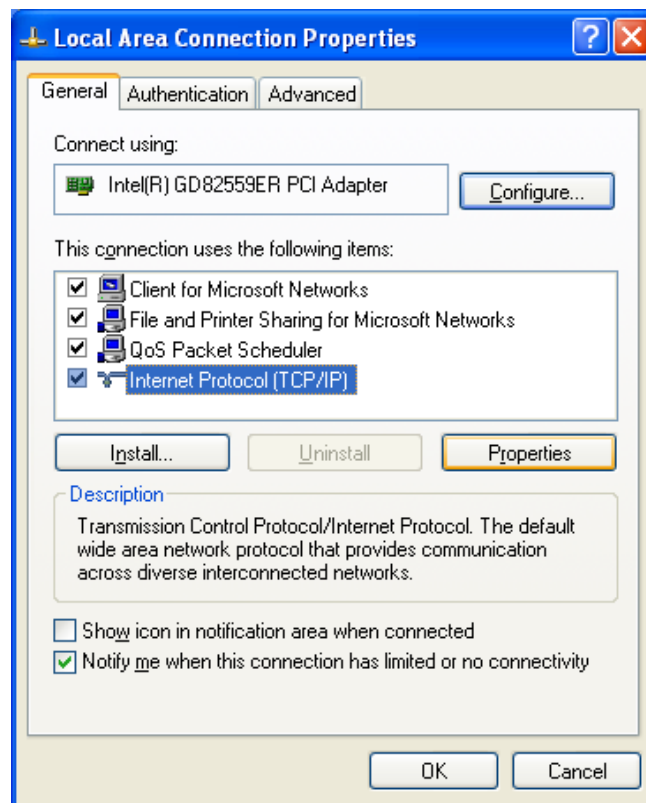 Local Area Connection Properties
General Authentication Advanced
Connect using:
Intel(R) GD82559ER PCI Adapter Configure...
This connection uses the following items:
Client for Microsoft Networks
File and Printer Sharing for Microsoft Networks
QoS Packet Scheduler
Internet Protocol (TCP/IP)
Install... Uninstall Properties
Description
Transmission Control Protocol/Internet Protocol. The default
wide area network protocol that provides communication
across diverse interconnected networks.
Show icon in notification area when connected
Notify me when this connection has limited or no connectivity
OK Cancel